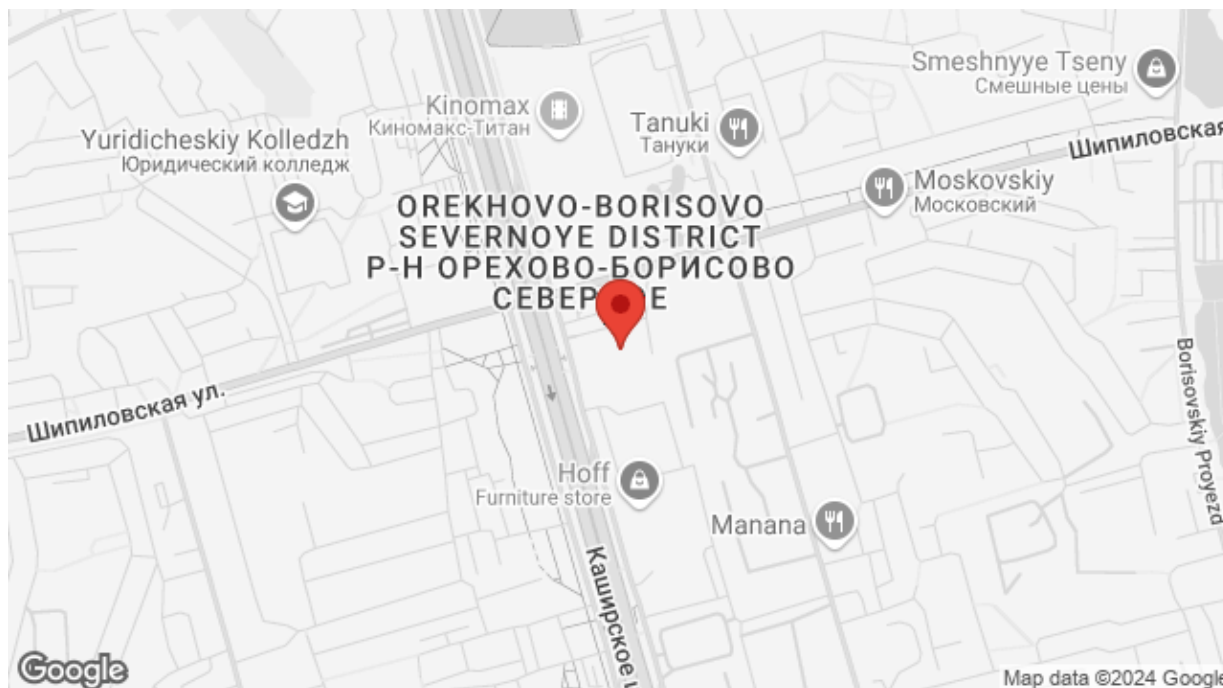 Smeshnyye Tseny
Смешные цены
Kinomax
Киномакс-Титан
Tanuki
Тануки
Шипиловская
Yuridicheskiy Kolledzh
Юридический колледж
Moskovskiy
Московский
OREKHOVO-BORISOVO
SEVERNOYE DISTRICT
Р-Н ОРЕХОВО-БОРИСОВО
Шипиловская ул.
Borisovskiy Proyezd
Hoff
Furniture store
Manana
Каширское
Google
Map data ©2024 Google